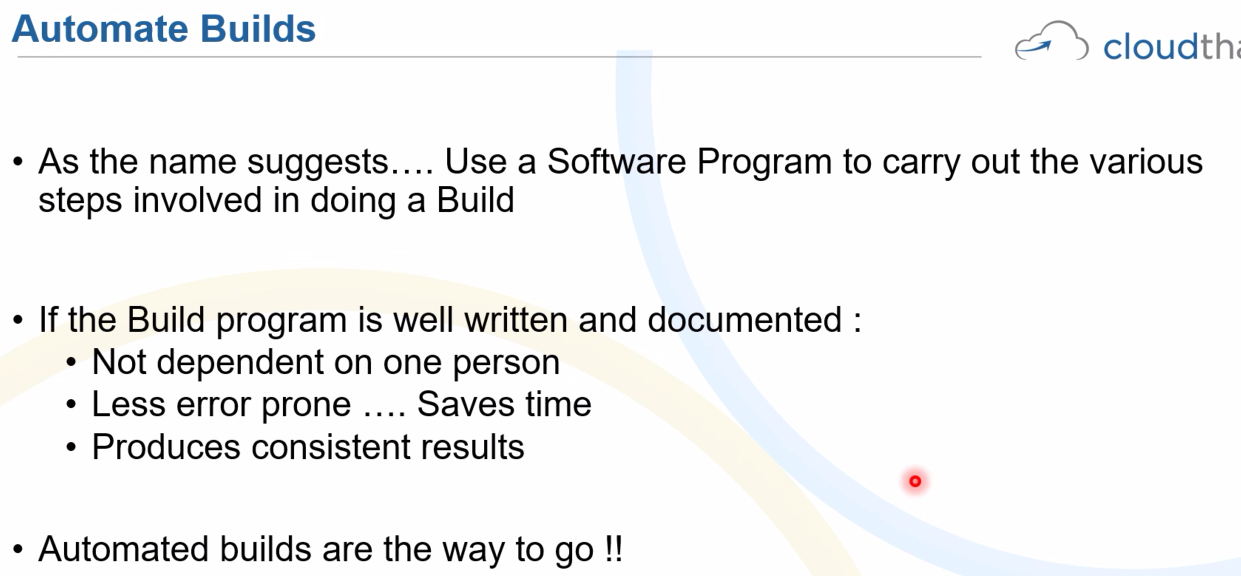 Automate Builds
• As the name suggests…. Use a Software Program to carry out the various
steps involved in doing a Build
• If the Build program is well written and documented :
• Not dependent on one person
• Less error prone …. Saves time
• Produces consistent results
• Automated builds are the way to go !!